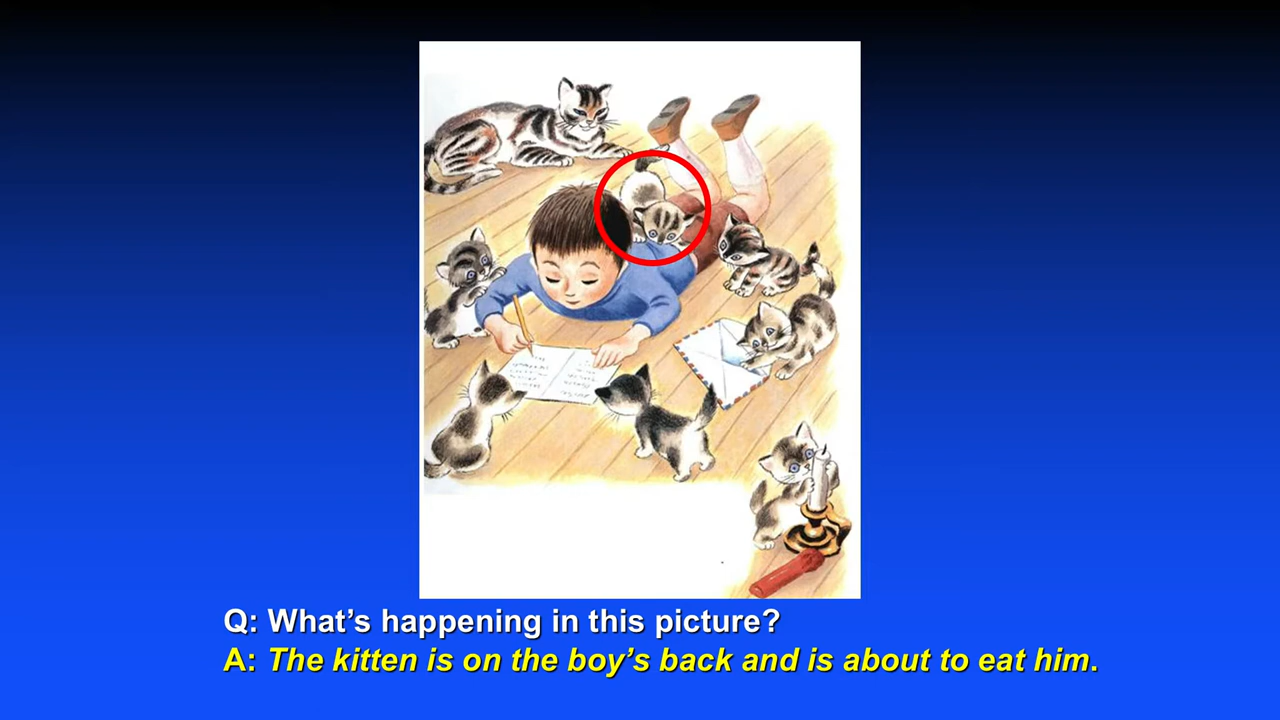 Q: What’s happening in this picture?
A: The kitten is on the boy’s back and is about to eat him.